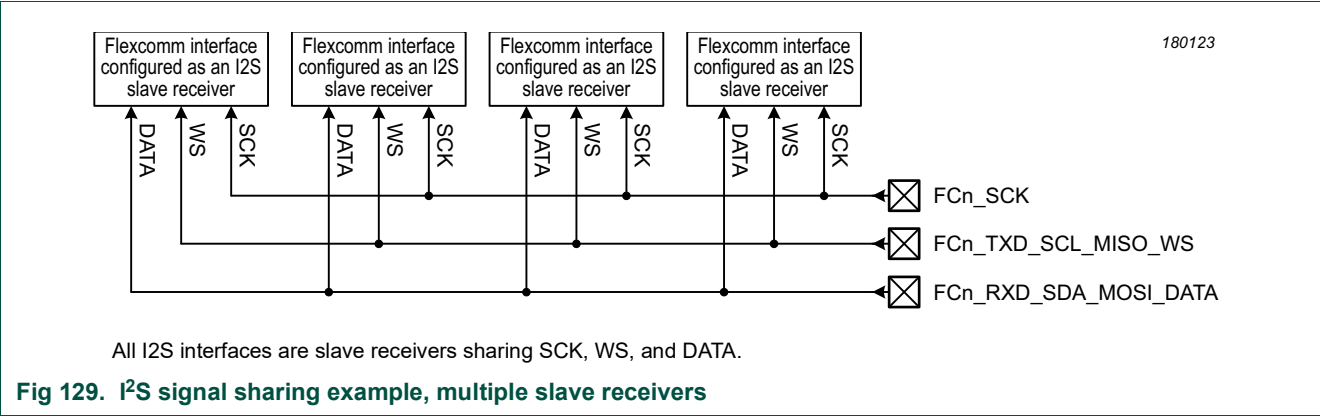 Flexcomm interface
configured as an I2S
slave receiver
Flexcomm interface
configured as an I2S
slave receiver
Flexcomm interface
configured as an I2S
slave receiver
Flexcomm interface
configured as an I2S
slave receiver
180123
DATA
WS
SCK
DATA
WS
SCK
DATA
WS
SCK
DATA
WS
SCK
FCn_SCK
FCn_TXD_SCL_MISO_WS
FCn_RXD_SDA_MOSI_DATA
All I2S interfaces are slave receivers sharing SCK, WS, and DATA.
Fig 129. I²S signal sharing example, multiple slave receivers